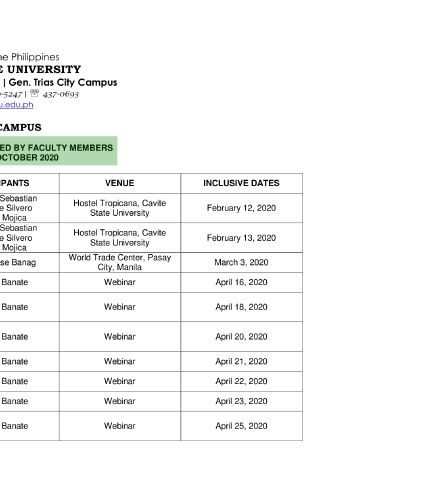 ne Philippines
E UNIVERSITY
| Gen. Trias City Campus
-5247 | ☏ 437-0693
u.edu.ph
CAMPUS
ED BY FACULTY MEMBERS
OCTOBER 2020
IPANTS VENUE INCLUSIVE DATES
Sebastian
e Silvero
Mojica
Hostel Tropicana, Cavite
State University
February 12, 2020
Sebastian
e Silvero
Mojica
Hostel Tropicana, Cavite
State University
February 13, 2020
se Banag
World Trade Center, Pasay
City, Manila
March 3, 2020
Banate Webinar April 16, 2020
Banate Webinar April 18, 2020
Banate Webinar April 20, 2020
Banate Webinar April 21, 2020
Banate Webinar April 22, 2020
Banate Webinar April 23, 2020
Banate Webinar April 25, 2020